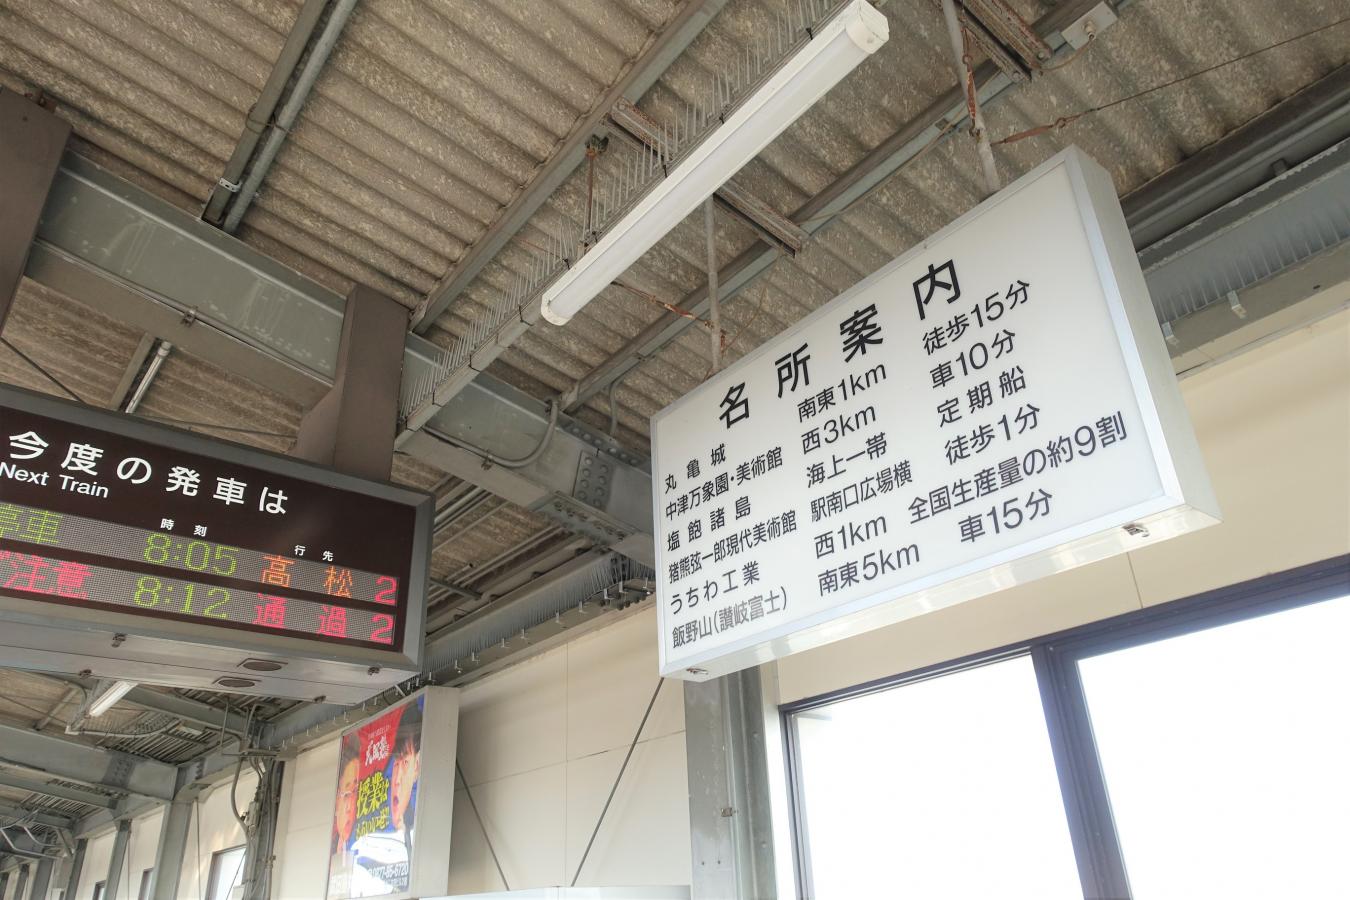 今度の発車は
Next Train
時刻
行先
停車 8:05 高松 2
注意 8:12 通過 2
名所案内
丸亀城 南東1km 徒歩15分
中津万象園・美術館 西3km 車10分
塩飽諸島 海上一帯 定期船
猪熊弦一郎現代美術館 駅南口広場横 徒歩1分
うちわ工業 西1km 全国生産量の約9割
飯野山(讃岐富士) 南東5km 車15分
授業は